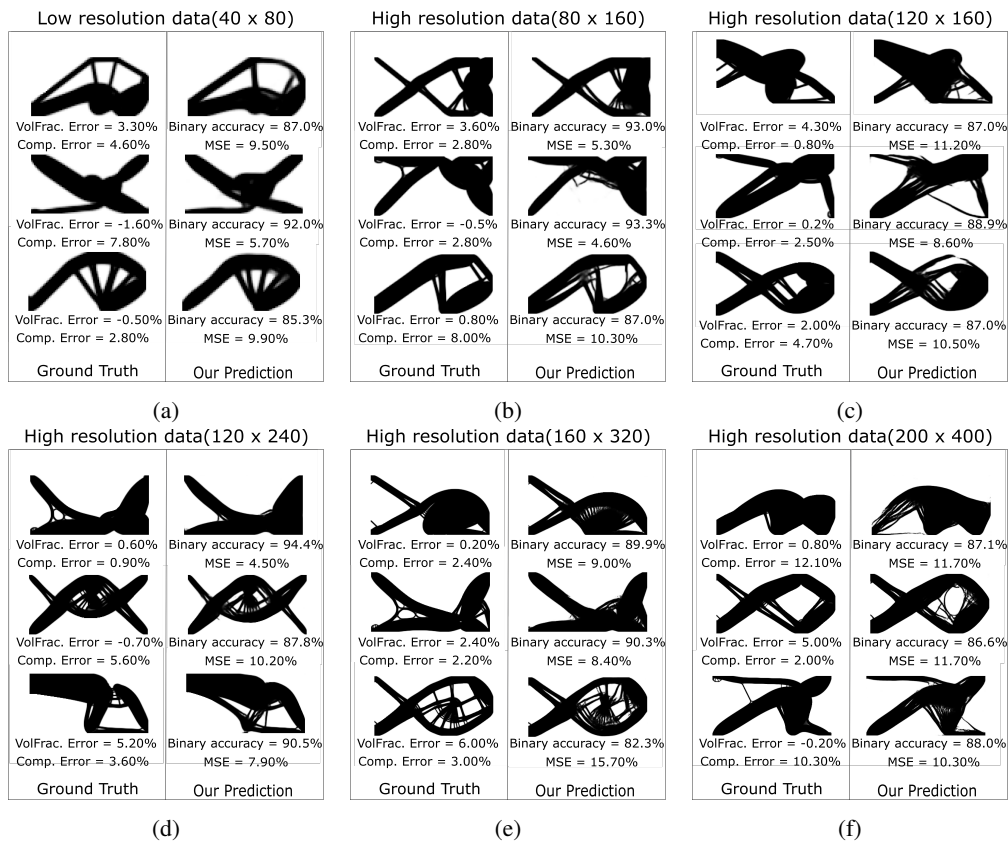 Low resolution data(40 x 80)
VolFrac. Error = 3.30% Binary accuracy = 87.0%
Comp. Error = 4.60% MSE = 9.50%
VolFrac. Error = -1.60% Binary accuracy = 92.0%
Comp. Error = 7.80% MSE = 5.70%
VolFrac. Error = -0.50% Binary accuracy = 85.3%
Comp. Error = 2.80% MSE = 9.90%
Ground Truth Our Prediction
(a)
High resolution data(80 x 160)
VolFrac. Error = 3.60% Binary accuracy = 93.0%
Comp. Error = 2.80% MSE = 5.30%
VolFrac. Error = -0.5% Binary accuracy = 93.3%
Comp. Error = 2.80% MSE = 4.60%
VolFrac. Error = 0.80% Binary accuracy = 87.0%
Comp. Error = 8.00% MSE = 10.30%
Ground Truth Our Prediction
(b)
High resolution data(120 x 160)
VolFrac. Error = 4.30% Binary accuracy = 87.0%
Comp. Error = 0.80% MSE = 11.20%
VolFrac. Error = 0.2% Binary accuracy = 88.9%
Comp. Error = 2.50% MSE = 8.60%
VolFrac. Error = 2.00% Binary accuracy = 87.0%
Comp. Error = 4.70% MSE = 10.50%
Ground Truth Our Prediction
(c)
High resolution data(120 x 240)
VolFrac. Error = 0.60% Binary accuracy = 94.4%
Comp. Error = 0.90% MSE = 4.50%
VolFrac. Error = -0.70% Binary accuracy = 87.8%
Comp. Error = 5.60% MSE = 10.20%
VolFrac. Error = 5.20% Binary accuracy = 90.5%
Comp. Error = 3.60% MSE = 7.90%
Ground Truth Our Prediction
(d)
High resolution data(160 x 320)
VolFrac. Error = 0.20% Binary accuracy = 89.9%
Comp. Error = 2.40% MSE = 9.00%
VolFrac. Error = 2.40% Binary accuracy = 90.3%
Comp. Error = 2.20% MSE = 8.40%
VolFrac. Error = 6.00% Binary accuracy = 82.3%
Comp. Error = 3.00% MSE = 15.70%
Ground Truth Our Prediction
(e)
High resolution data(200 x 400)
VolFrac. Error = 0.80% Binary accuracy = 87.1%
Comp. Error = 12.10% MSE = 11.70%
VolFrac. Error = 5.00% Binary accuracy = 86.6%
Comp. Error = 2.00% MSE = 11.70%
VolFrac. Error = -0.20% Binary accuracy = 88.0%
Comp. Error = 10.30% MSE = 10.30%
Ground Truth Our Prediction
(f)